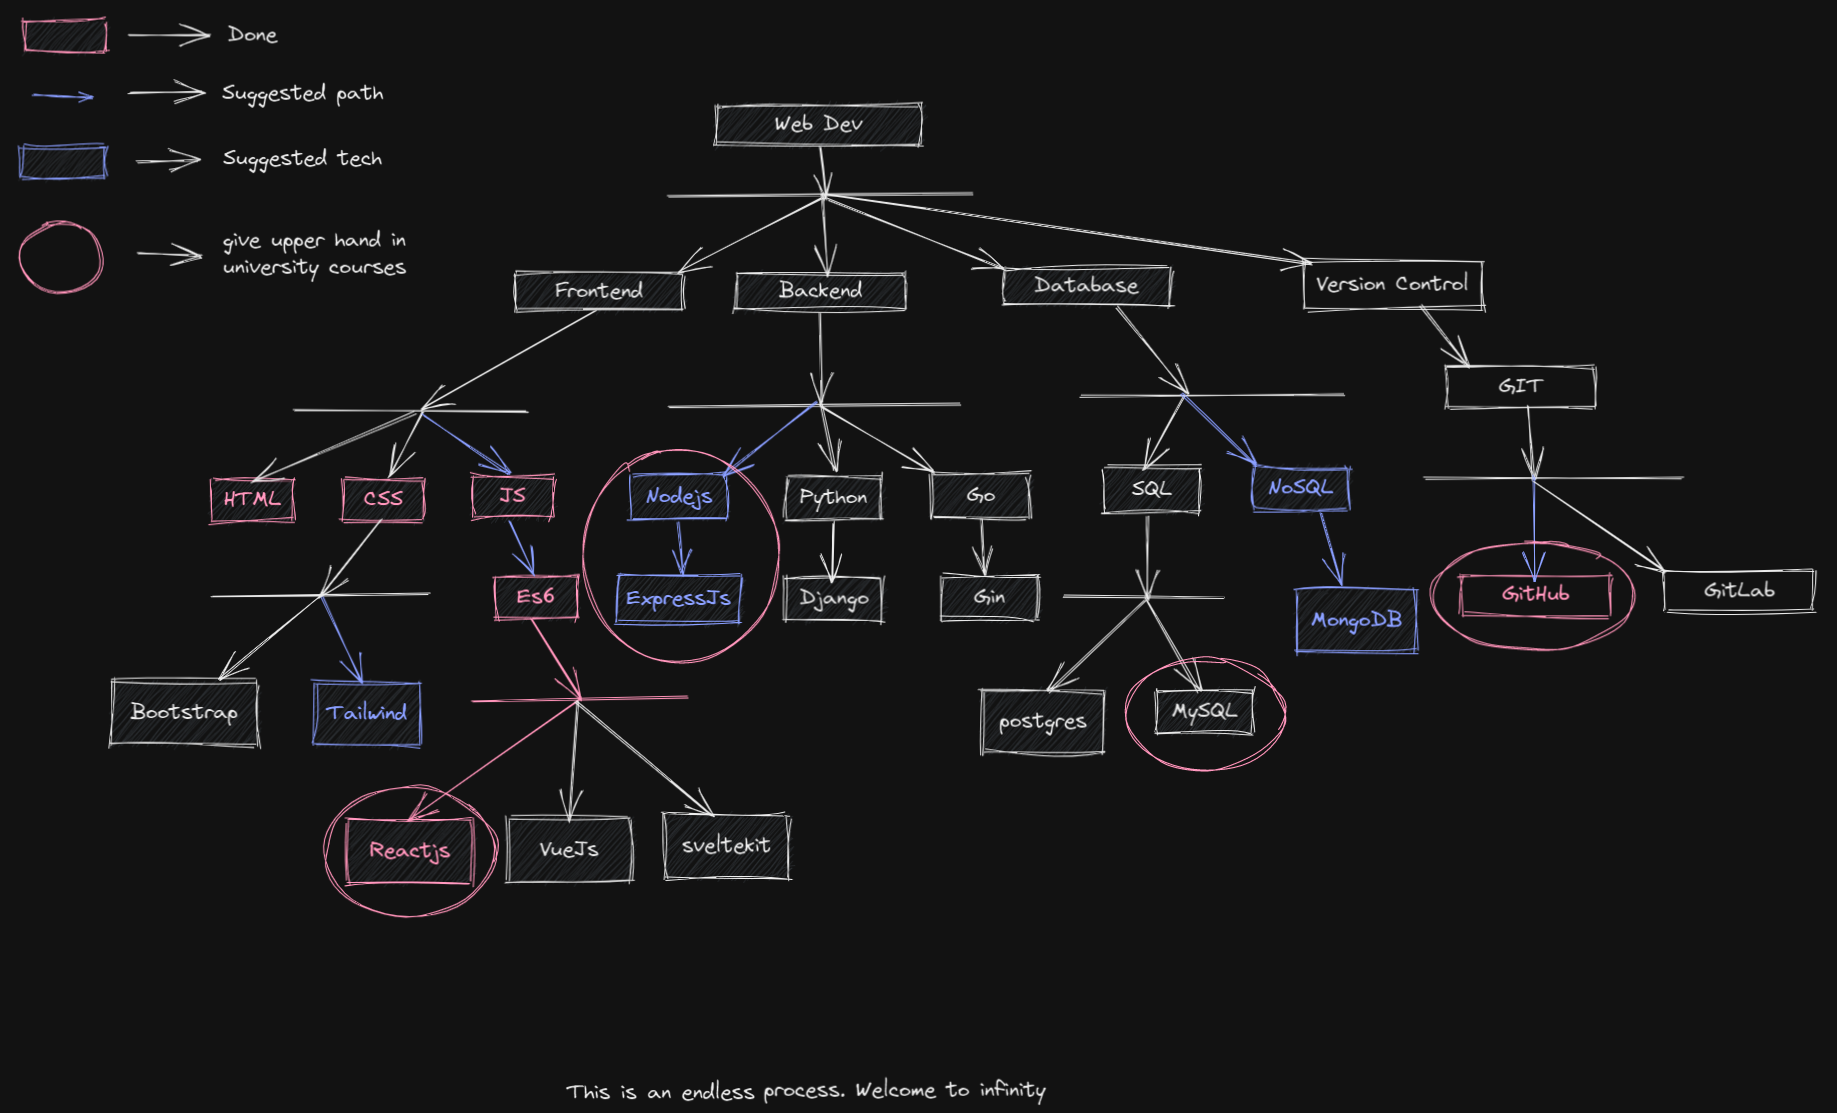 Done
Suggested path
Suggested tech
give upper hand in
university courses
Web Dev
Frontend
Backend
Database
Version Control
GIT
HTML
CSS
JS
Nodejs
Python
Go
SQL
NoSQL
Es6
ExpressJs
Django
Gin
MongoDB
GitHub
GitLab
Bootstrap
Tailwind
postgres
MySQL
Reactjs
VueJs
sveltekit
This is an endless process. Welcome to infinity